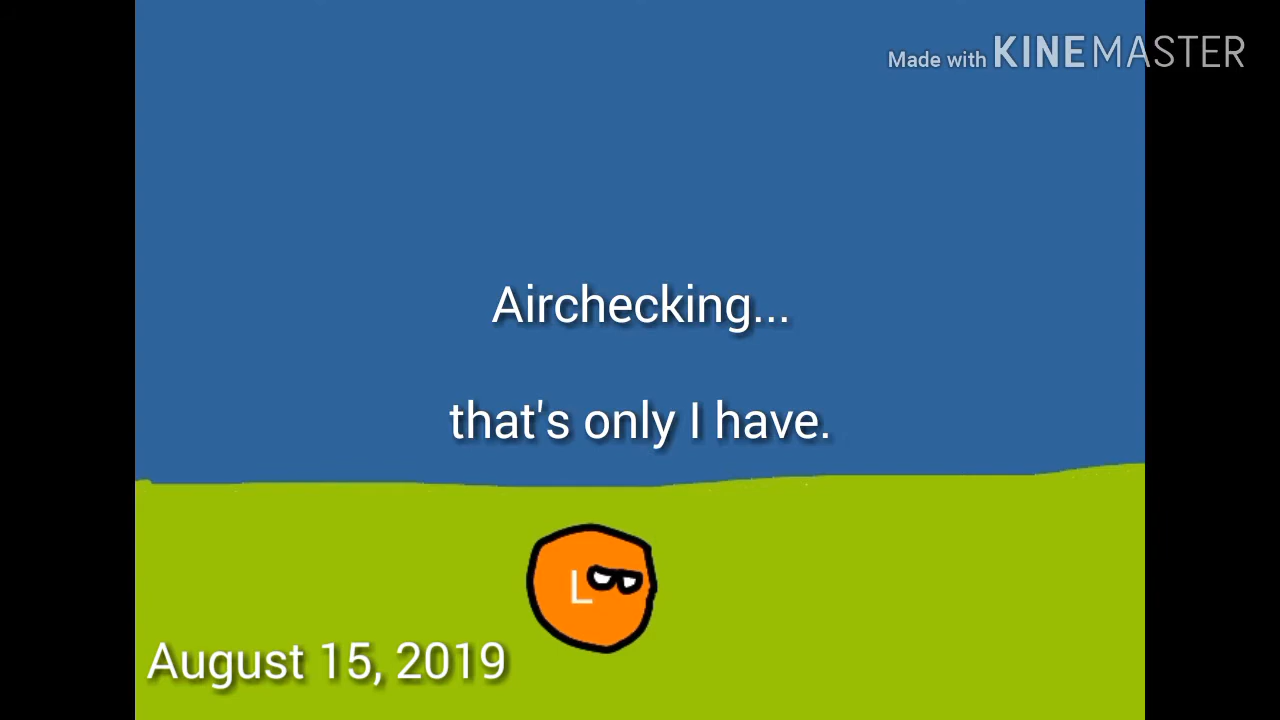 Made with KINEMASTER
Airchecking...
that's only I have.
L
August 15, 2019